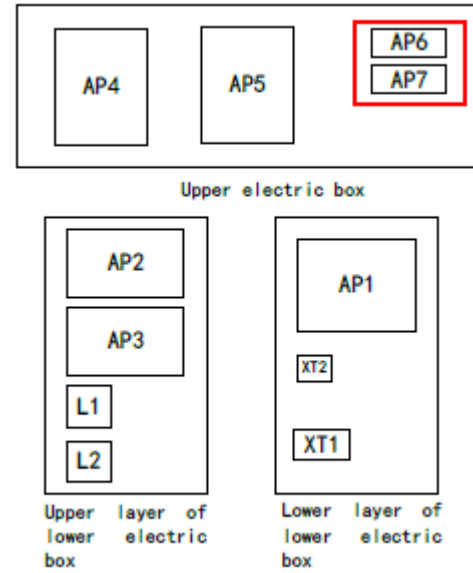 AP4
AP5
AP6
AP7
Upper electric box
AP2
AP3
L1
L2
Upper layer of
lower electric
box
AP1
XT2
XT1
Lower layer of
lower electric
box